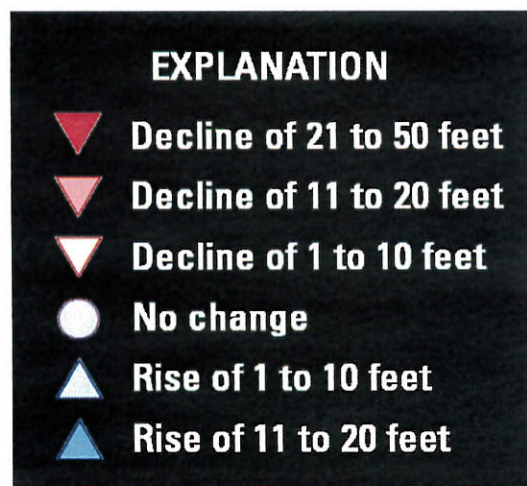 EXPLANATION
Decline of 21 to 50 feet
Decline of 11 to 20 feet
Decline of 1 to 10 feet
No change
Rise of 1 to 10 feet
Rise of 11 to 20 feet